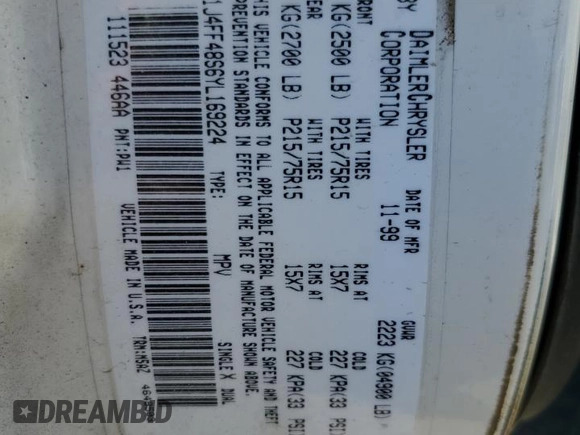 BY DAIMLERCHRYSLER CORPORATION
DATE OF MFR 11-99
GVWR 2223 KG(04900 LB)
FRONT WITH TIRES RIMS AT COLD
KG(2500 LB) P215/75R15 15X7 227 KPA(33 PSI
REAR WITH TIRES RIMS AT COLD
KG(2700 LB) P215/75R15 15X7 227 KPA(33 PSI
THIS VEHICLE CONFORMS TO ALL APPLICABLE FEDERAL MOTOR VEHICLE SAFETY AND THEFT
PREVENTION STANDARDS IN EFFECT ON THE DATE OF MANUFACTURE SHOWN ABOVE.
1J4FF48S6YL169224 TYPE: MPV SINGLE X DUAL
111523 446AA PNT:PW1 VEHICLE MADE IN U.S.A.
DREAMBID